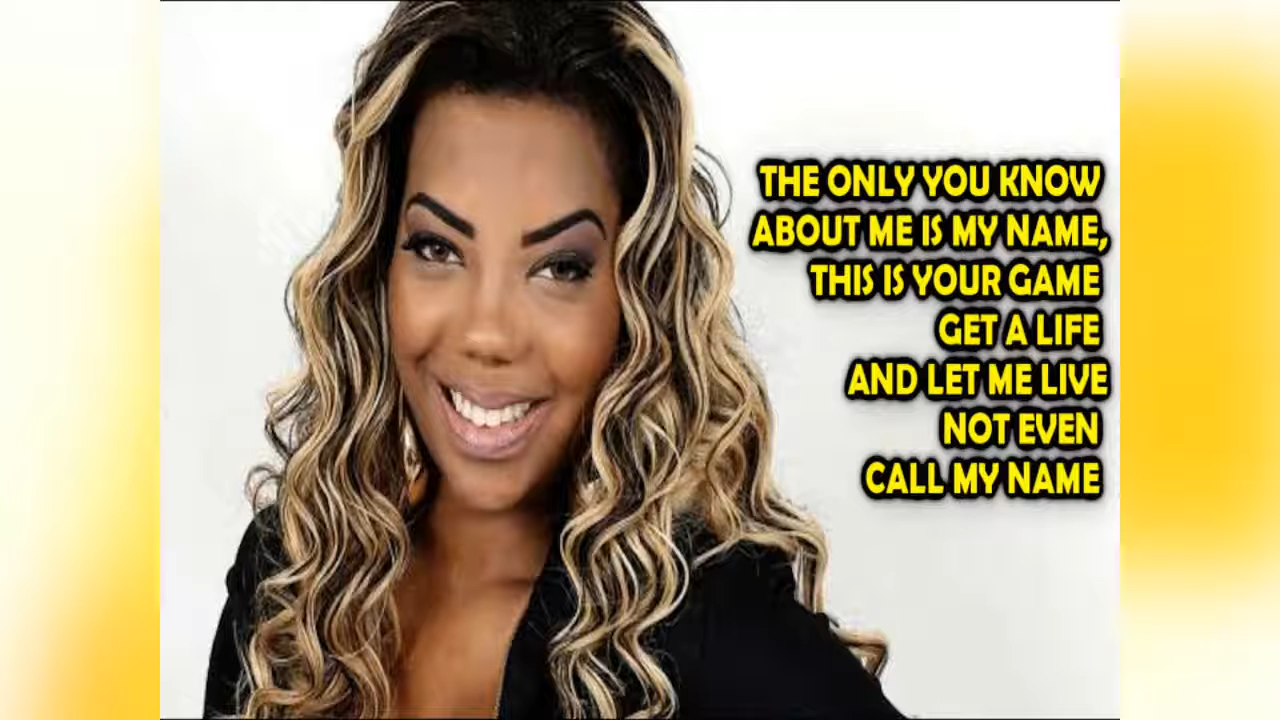 THE ONLY YOU KNOW
ABOUT ME IS MY NAME,
THIS IS YOUR GAME
GET A LIFE
AND LET ME LIVE
NOT EVEN
CALL MY NAME